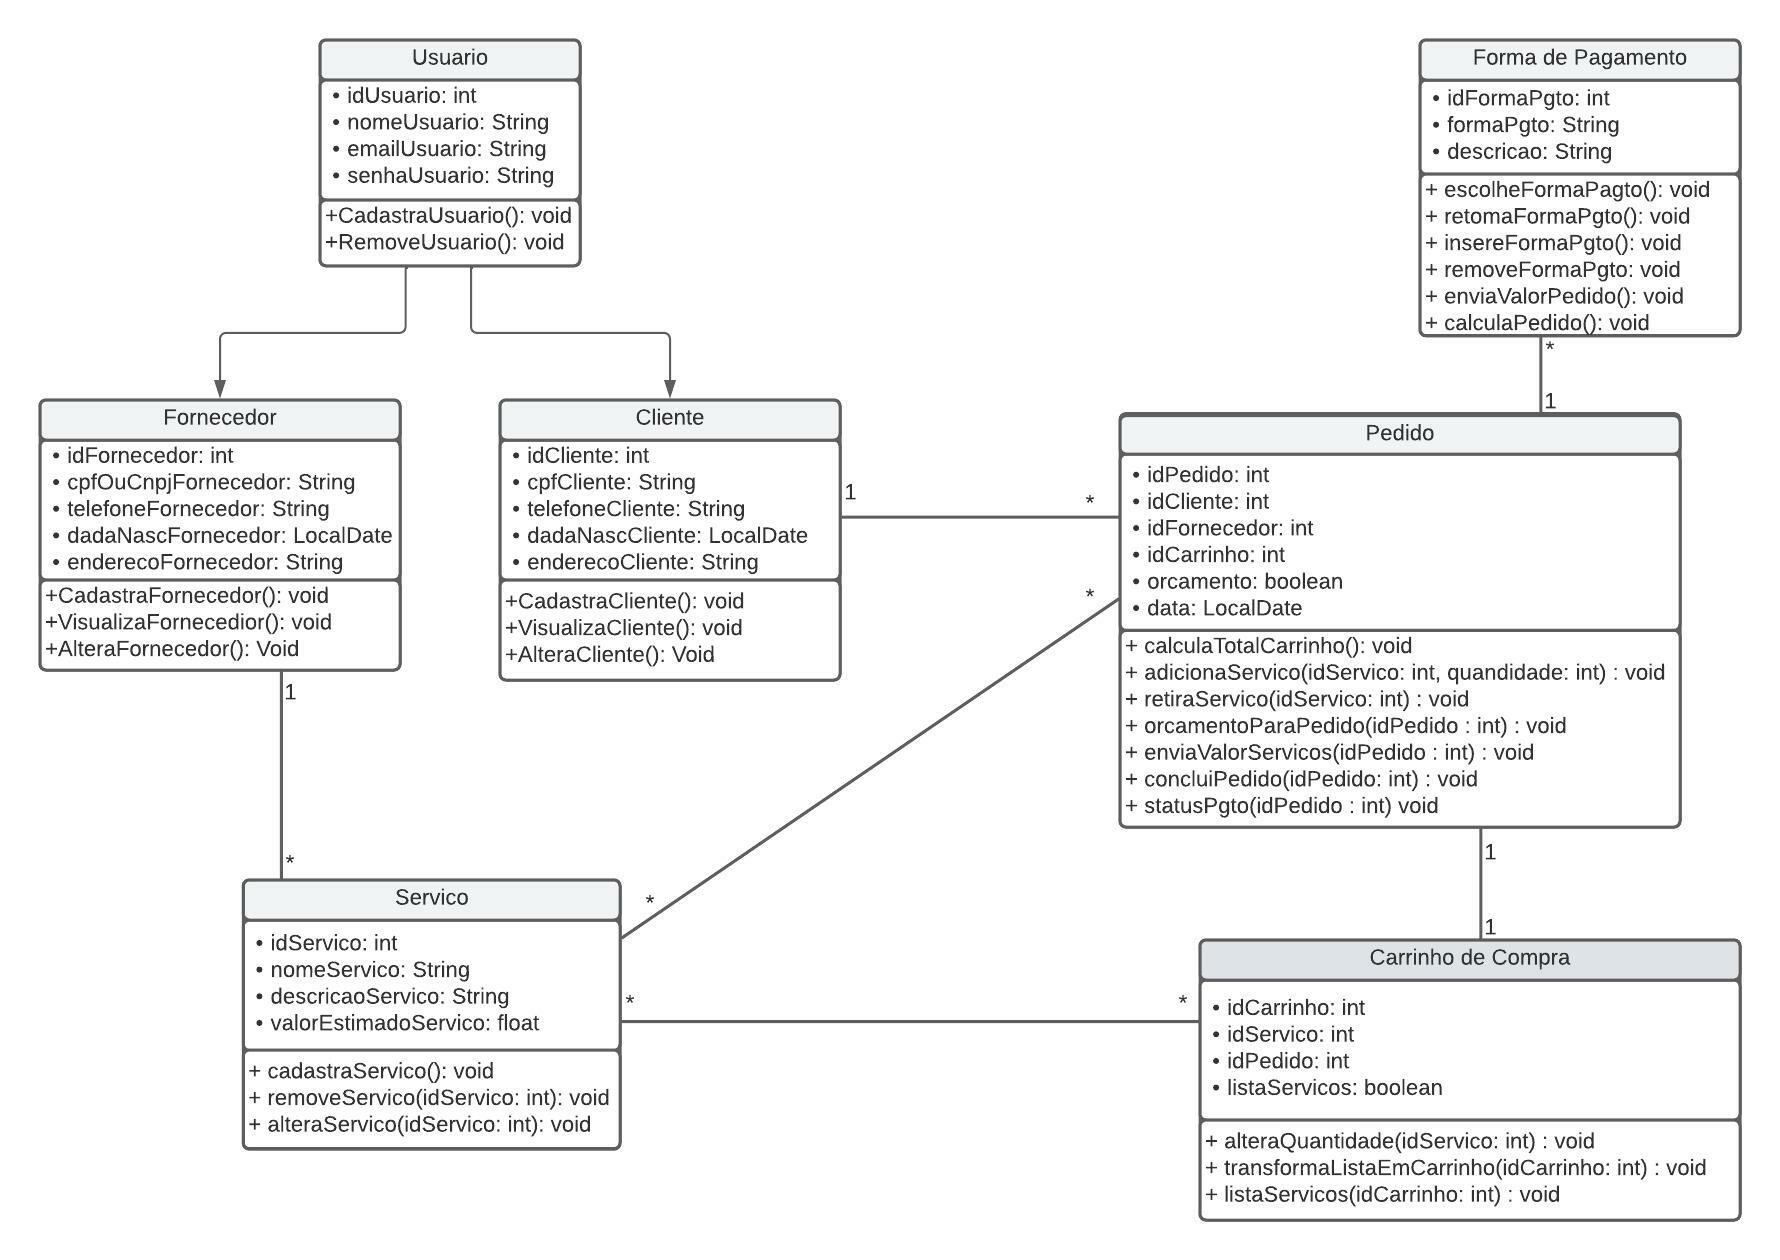 Usuario
• idUsuario: int
• nomeUsuario: String
• emailUsuario: String
• senhaUsuario: String
+CadastraUsuario(): void
+RemoveUsuario(): void
Forma de Pagamento
• idFormaPgto: int
• formaPgto: String
• descricao: String
+ escolheFormaPagto(): void
+ retomaFormaPgto(): void
+ insereFormaPgto(): void
+ removeFormaPgto: void
+ enviaValorPedido(): void
+ calculaPedido(): void
*
1
Fornecedor
• idFornecedor: int
• cpfOuCnpjFornecedor: String
• telefoneFornecedor: String
• dadaNascFornecedor: LocalDate
• enderecoFornecedor: String
+CadastraFornecedor(): void
+VisualizaFornecedior(): void
+AlteraFornecedor(): Void
1
*
Cliente
• idCliente: int
• cpfCliente: String
• telefoneCliente: String
• dadaNascCliente: LocalDate
• enderecoCliente: String
+CadastraCliente(): void
+VisualizaCliente(): void
+AlteraCliente(): Void
1
*
*
Pedido
• idPedido: int
• idCliente: int
• idFornecedor: int
• idCarrinho: int
• orcamento: boolean
• data: LocalDate
+ calculaTotalCarrinho(): void
+ adicionaServico(idServico: int, quandidade: int) : void
+ retiraServico(idServico: int) : void
+ orcamentoParaPedido(idPedido : int) : void
+ enviaValorServicos(idPedido : int) : void
+ concluiPedido(idPedido: int) : void
+ statusPgto(idPedido : int) void
1
1
Servico
• idServico: int
• nomeServico: String
• descricaoServico: String
• valorEstimadoServico: float
+ cadastraServico(): void
+ removeServico(idServico: int): void
+ alteraServico(idServico: int): void
*
*
*
Carrinho de Compra
• idCarrinho: int
• idServico: int
• idPedido: int
• listaServicos: boolean
+ alteraQuantidade(idServico: int) : void
+ transformaListaEmCarrinho(idCarrinho: int) : void
+ listaServicos(idCarrinho: int) : void